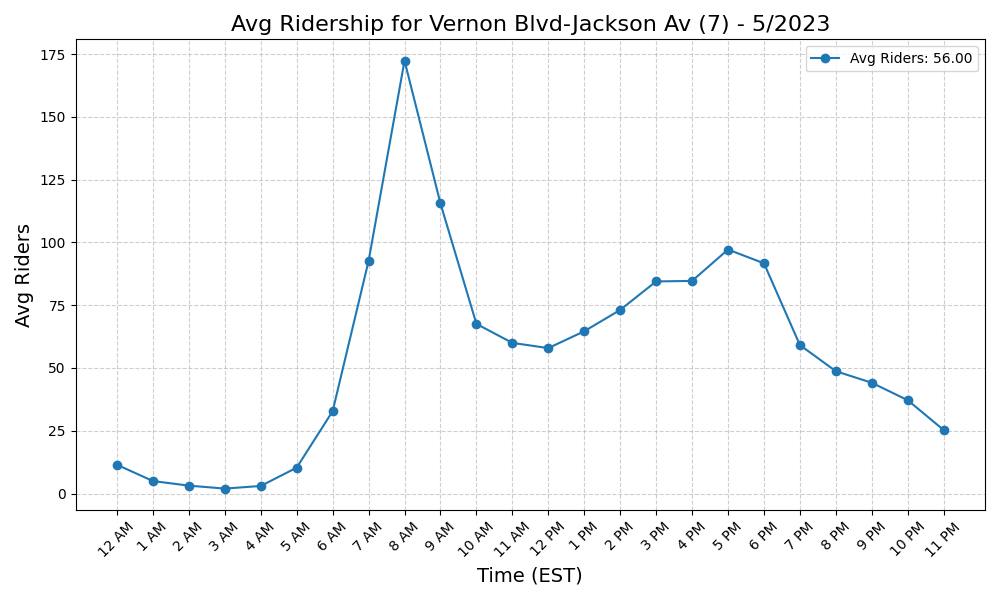 Avg Ridership for Vernon Blvd-Jackson Av (7) - 5/2023
Avg Riders: 56.00
Avg Riders
175
150
125
100
75
50
25
0
12 AM
1 AM
2 AM
3 AM
4 AM
5 AM
6 AM
7 AM
8 AM
9 AM
10 AM
11 AM
12 PM
1 PM
2 PM
3 PM
4 PM
5 PM
6 PM
7 PM
8 PM
9 PM
10 PM
11 PM
Time (EST)